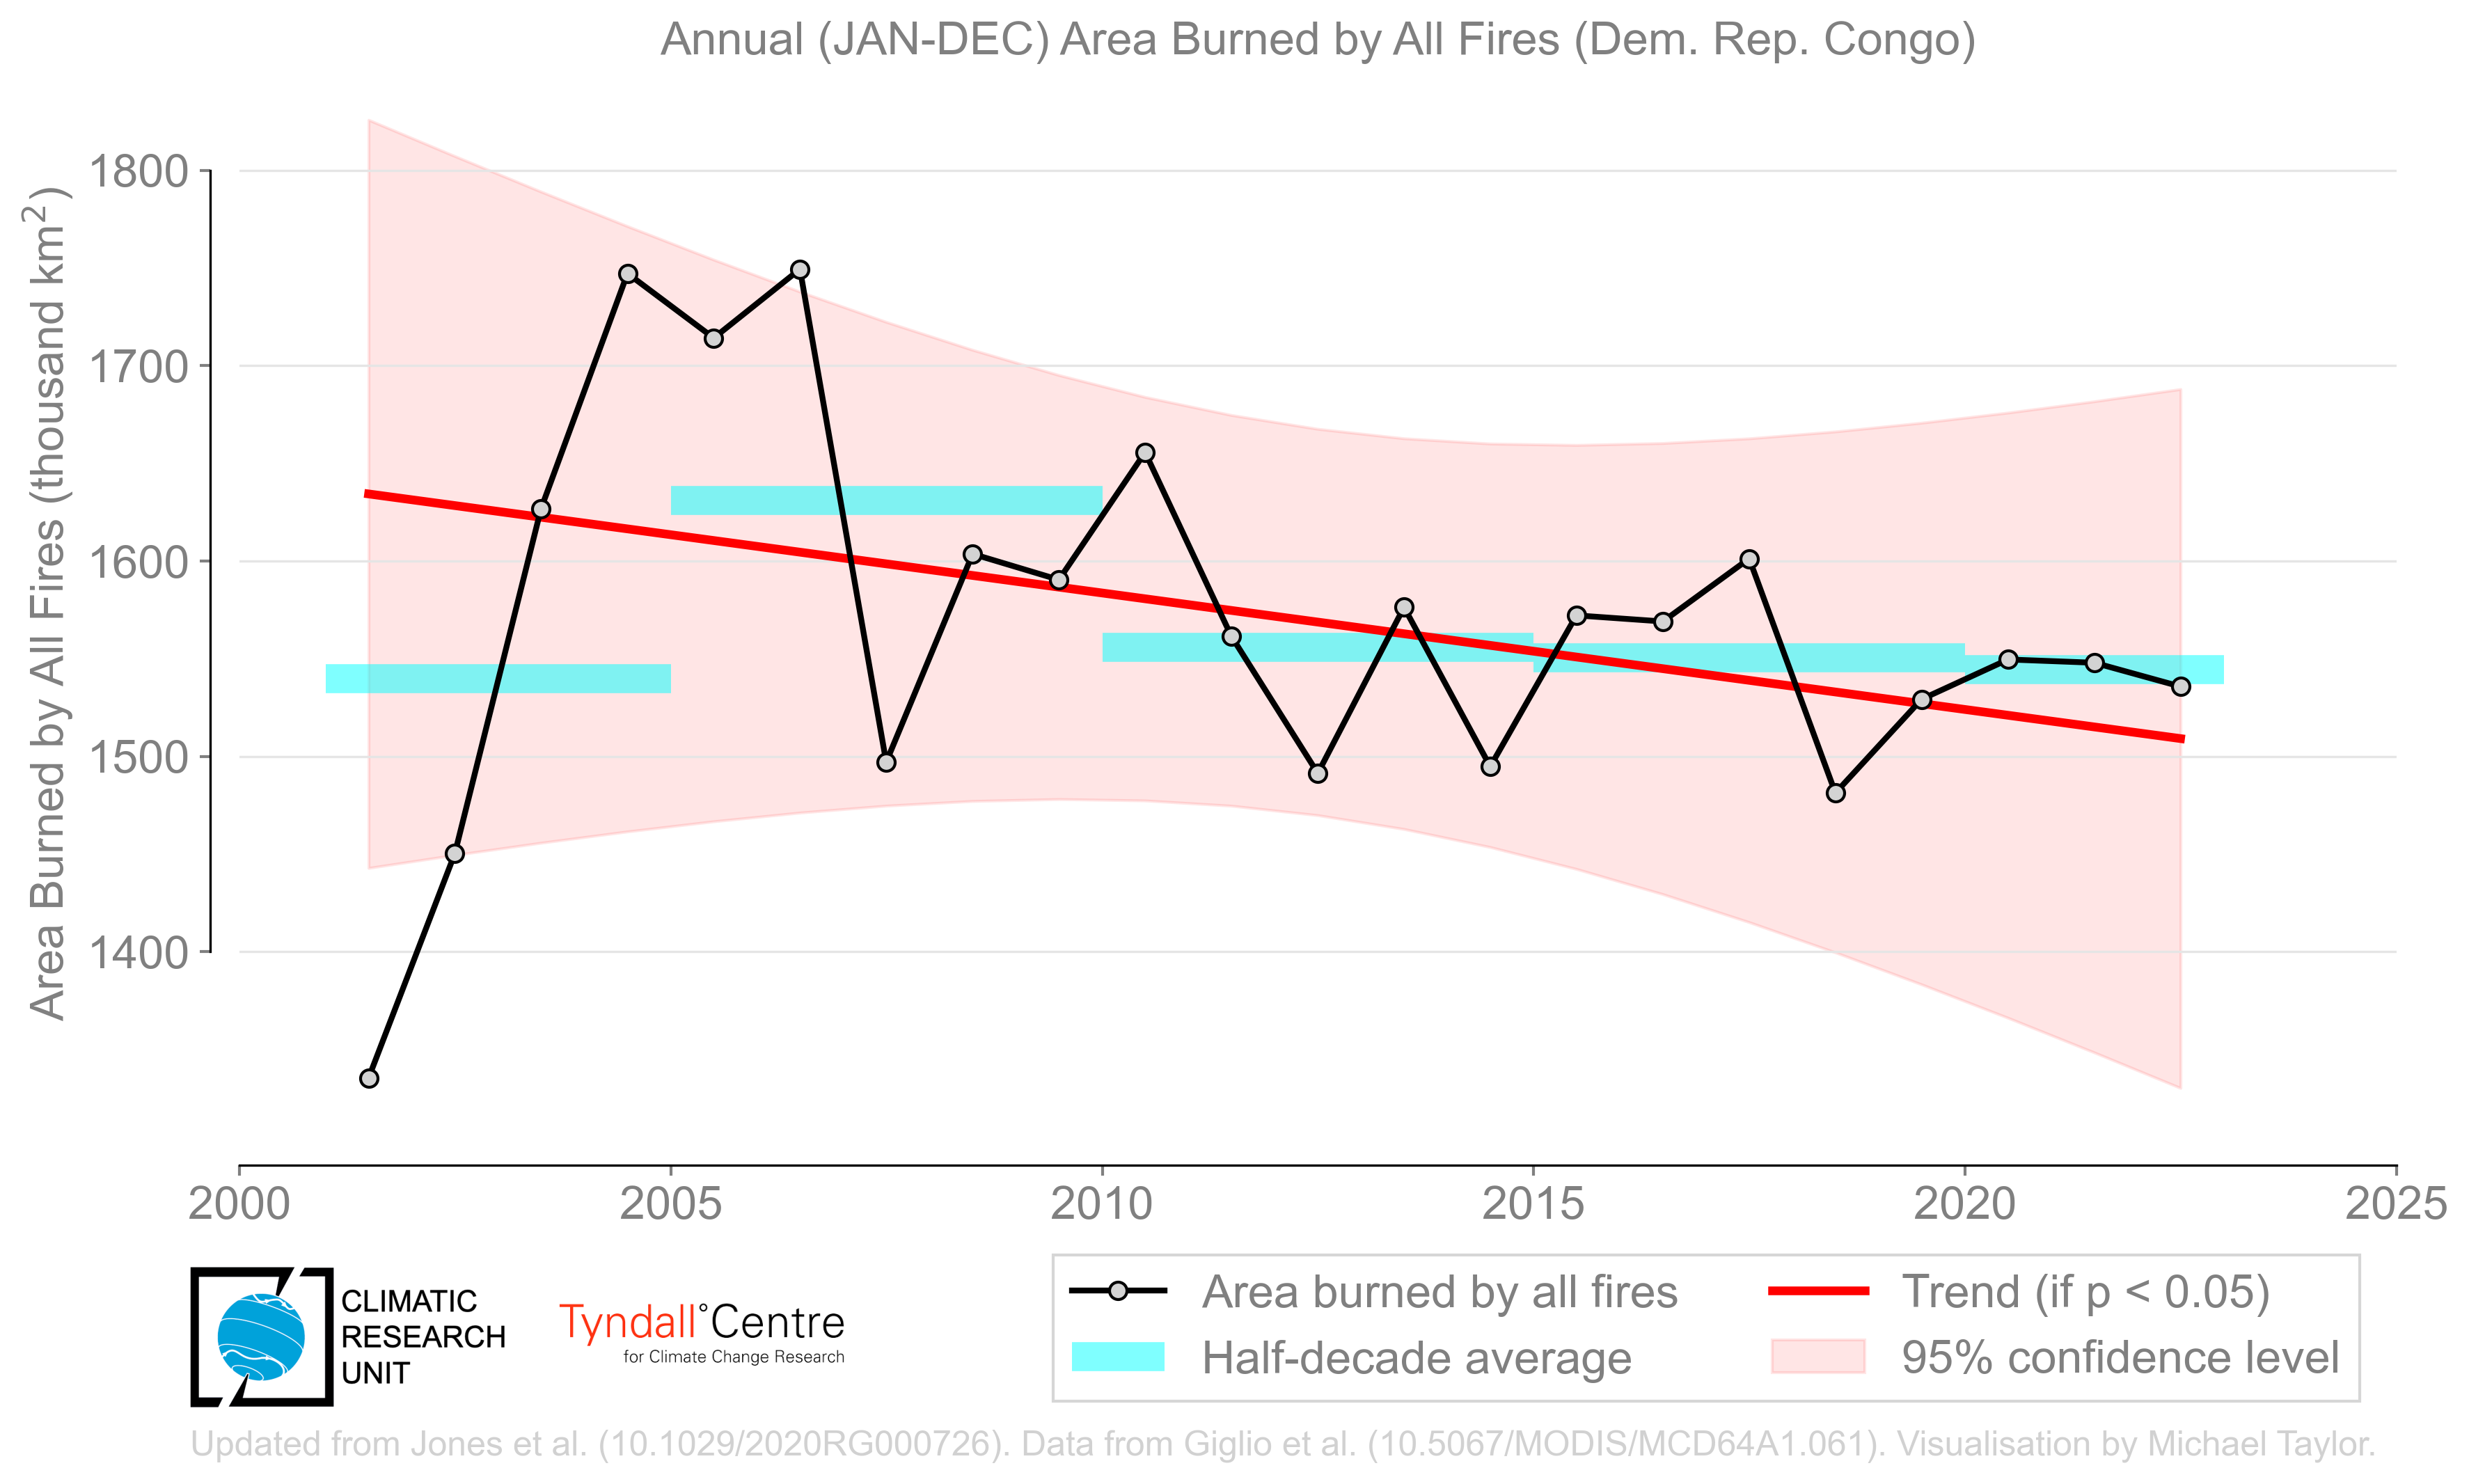 Annual (JAN-DEC) Area Burned by All Fires (Dem. Rep. Congo)
Area Burned by All Fires (thousand km²)
1800
1700
1600
1500
1400
2000 2005 2010 2015 2020 2025
CLIMATIC
RESEARCH
UNIT
Tyndall°Centre
for Climate Change Research
Area burned by all fires
Trend (if p < 0.05)
Half-decade average
95% confidence level
Updated from Jones et al. (10.1029/2020RG000726). Data from Giglio et al. (10.5067/MODIS/MCD64A1.061). Visualisation by Michael Taylor.